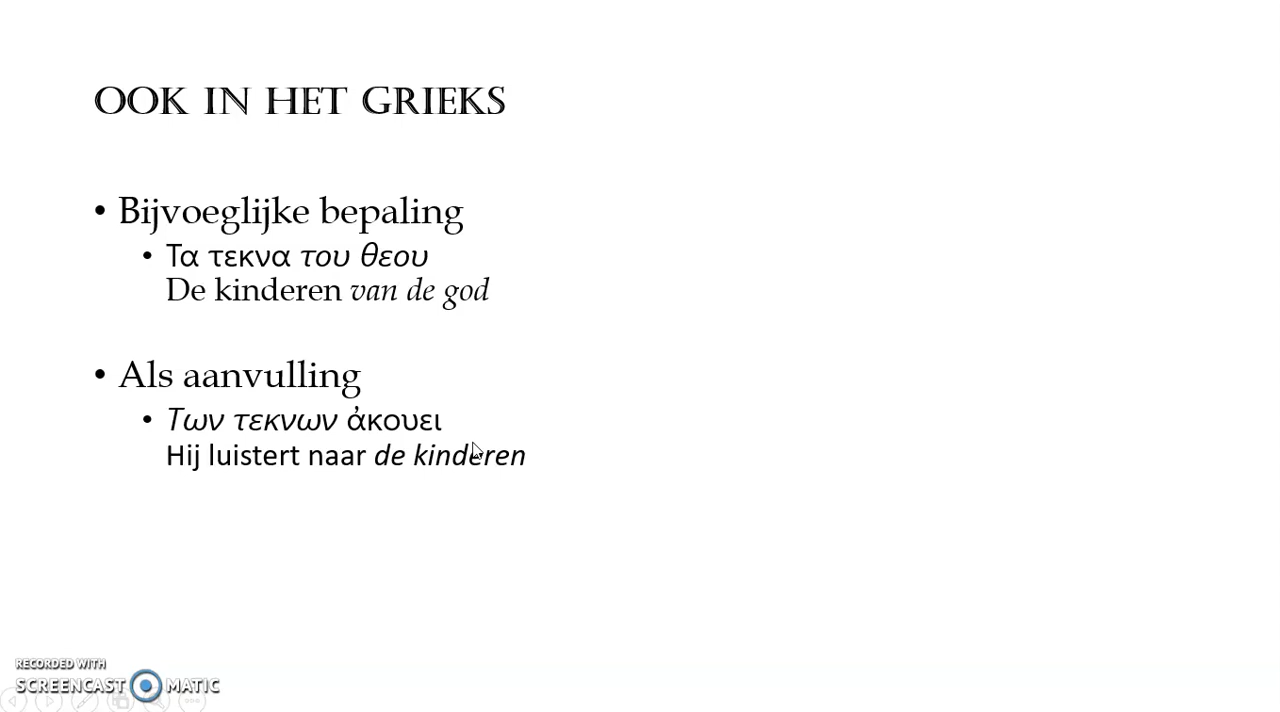 OOK IN HET GRIEKS
• Bijvoeglijke bepaling
• Τα τεκνα του θεου
De kinderen van de god
• Als aanvulling
• Των τεκνων ἀκουει
Hij luistert naar de kinderen
RECORDED WITH
SCREENCAST MATIC